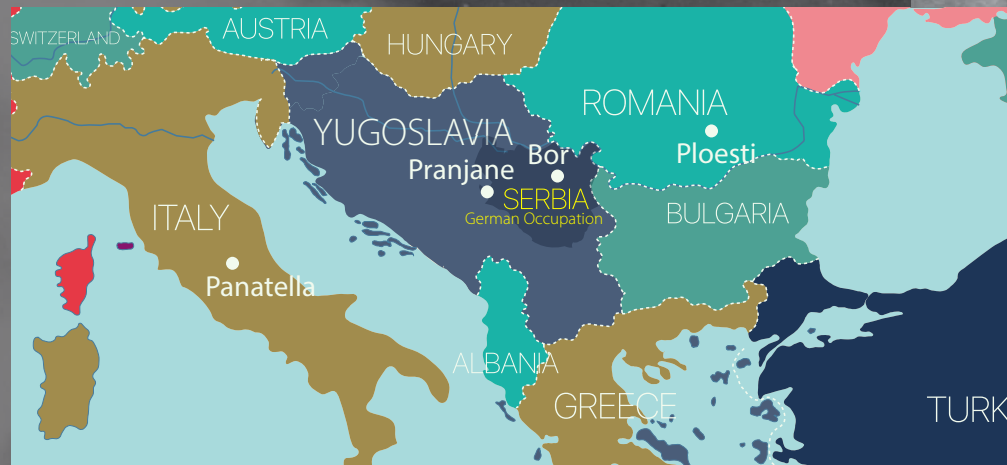 SWITZERLAND
AUSTRIA
HUNGARY
ROMANIA
YUGOSLAVIA
Ploesti
Bor
Pranjane
SERBIA
German Occupation
BULGARIA
ITALY
Panatella
ALBANIA
GREECE
TURK